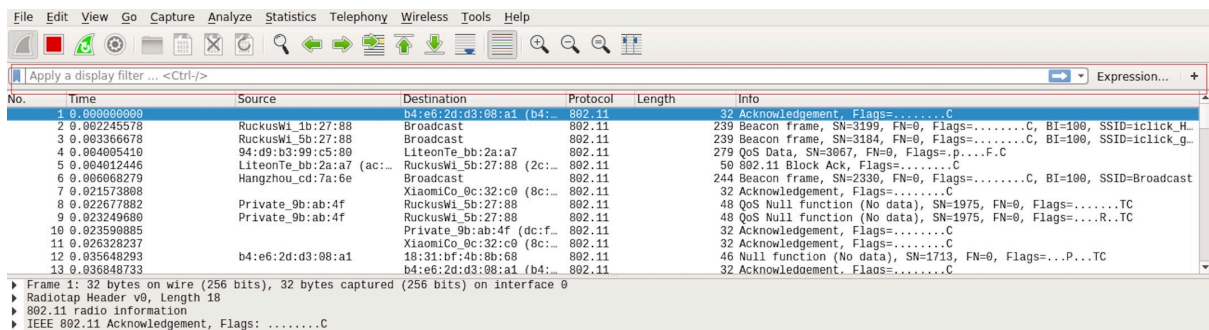 File Edit View Go Capture Analyze Statistics Telephony Wireless Tools Help
Apply a display filter ... <Ctrl-/> Expression... +
No. Time Source Destination Protocol Length Info
1 0.000000000 b4:e6:2d:d3:08:a1 (b4:… 802.11 32 Acknowledgement, Flags=........C
2 0.002245578 RuckusWi_1b:27:88 Broadcast 802.11 239 Beacon frame, SN=3199, FN=0, Flags=........C, BI=100, SSID=iclick_H…
3 0.003366678 RuckusWi_5b:27:88 Broadcast 802.11 239 Beacon frame, SN=3184, FN=0, Flags=........C, BI=100, SSID=iclick_g…
4 0.004005410 94:d9:b3:99:c5:80 LiteonTe_bb:2a:a7 802.11 279 QoS Data, SN=3067, FN=0, Flags=.p....F.C
5 0.004012446 LiteonTe_bb:2a:a7 (ac:… RuckusWi_5b:27:88 (2c:… 802.11 50 802.11 Block Ack, Flags=........C
6 0.006068279 Hangzhou_cd:7a:6e Broadcast 802.11 244 Beacon frame, SN=2330, FN=0, Flags=........C, BI=100, SSID=Broadcast
7 0.021573808 XiaomiCo_0c:32:c0 (8c:… 802.11 32 Acknowledgement, Flags=........C
8 0.022677882 Private_9b:ab:4f RuckusWi_5b:27:88 802.11 48 QoS Null function (No data), SN=1975, FN=0, Flags=.......TC
9 0.023249680 Private_9b:ab:4f RuckusWi_5b:27:88 802.11 48 QoS Null function (No data), SN=1975, FN=0, Flags=....R..TC
10 0.023590885 Private_9b:ab:4f (dc:f… 802.11 32 Acknowledgement, Flags=........C
11 0.026328237 XiaomiCo_0c:32:c0 (8c:… 802.11 32 Acknowledgement, Flags=........C
12 0.035648293 b4:e6:2d:d3:08:a1 18:31:bf:4b:8b:68 802.11 46 Null function (No data), SN=1713, FN=0, Flags=...P...TC
13 0.036848733 b4:e6:2d:d3:08:a1 (b4:… 802.11 32 Acknowledgement, Flags=........C
Frame 1: 32 bytes on wire (256 bits), 32 bytes captured (256 bits) on interface 0
Radiotap Header v0, Length 18
802.11 radio information
IEEE 802.11 Acknowledgement, Flags: ........C